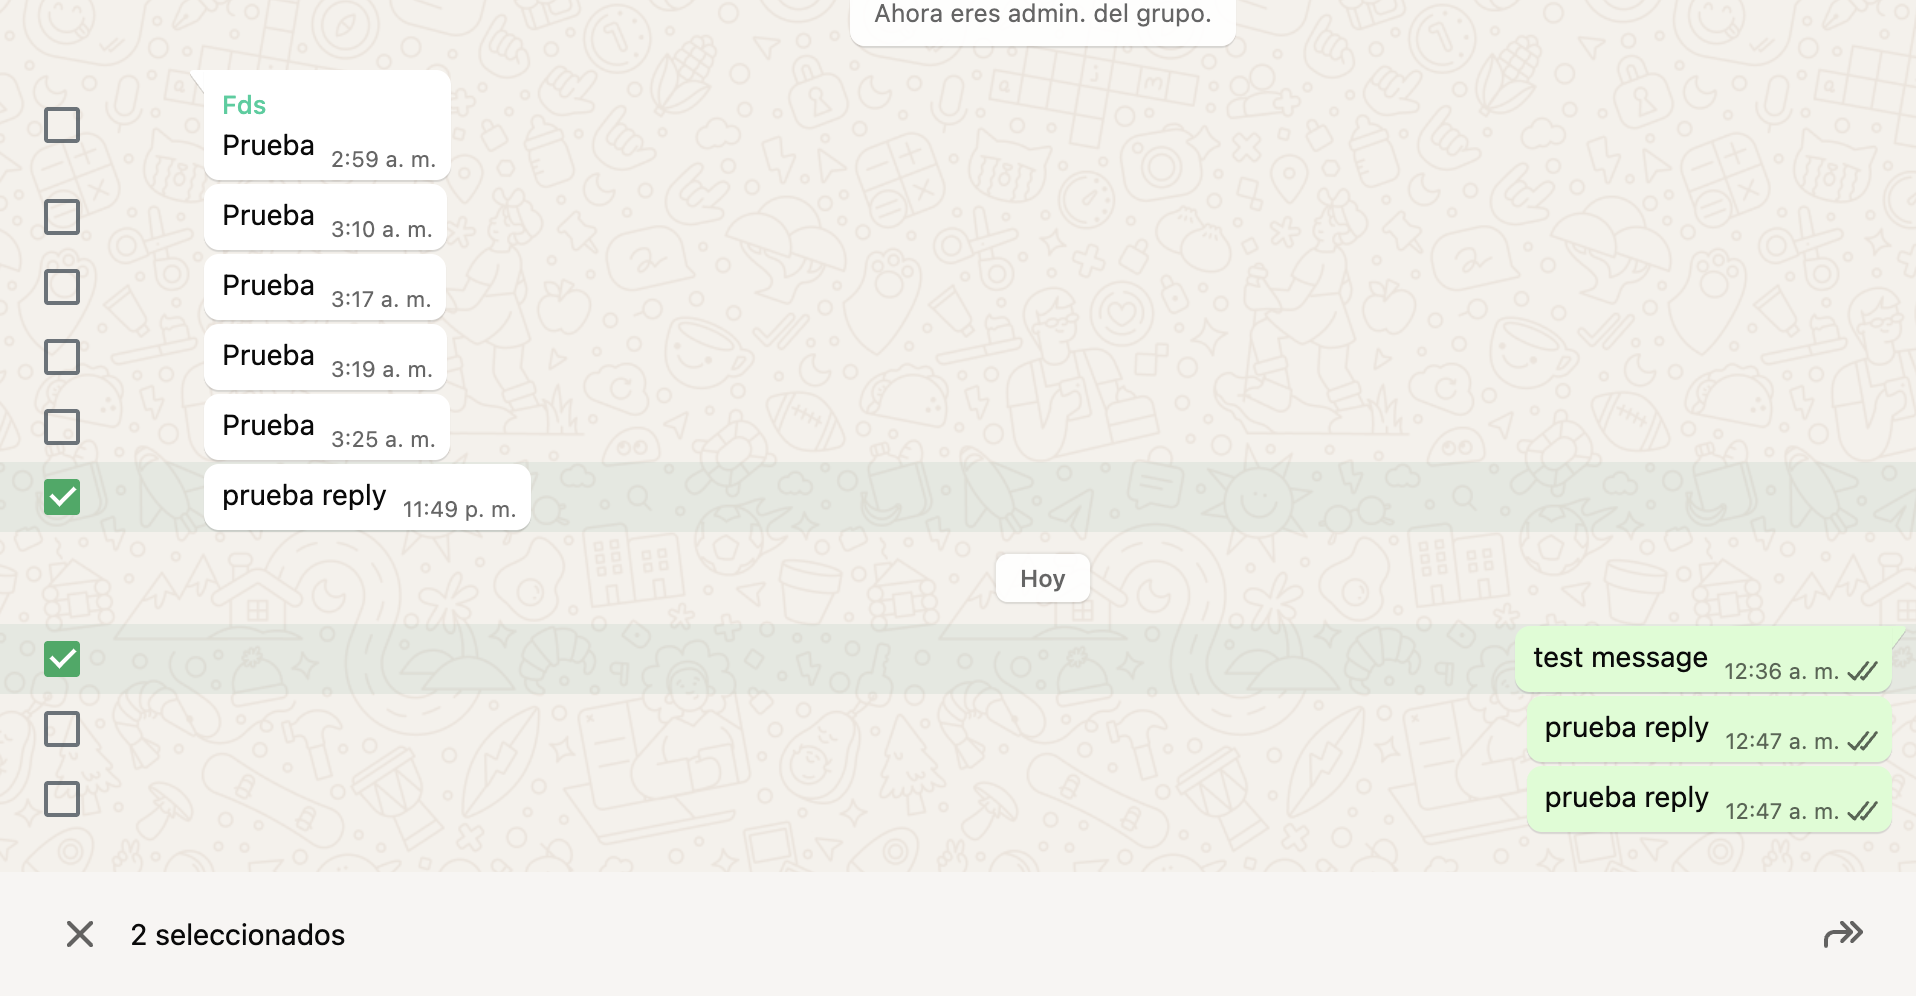 Ahora eres admin. del grupo.
Fds
Prueba 2:59 a. m.
Prueba 3:10 a. m.
Prueba 3:17 a. m.
Prueba 3:19 a. m.
Prueba 3:25 a. m.
prueba reply 11:49 p. m.
Hoy
test message 12:36 a. m.
prueba reply 12:47 a. m.
prueba reply 12:47 a. m.
2 seleccionados